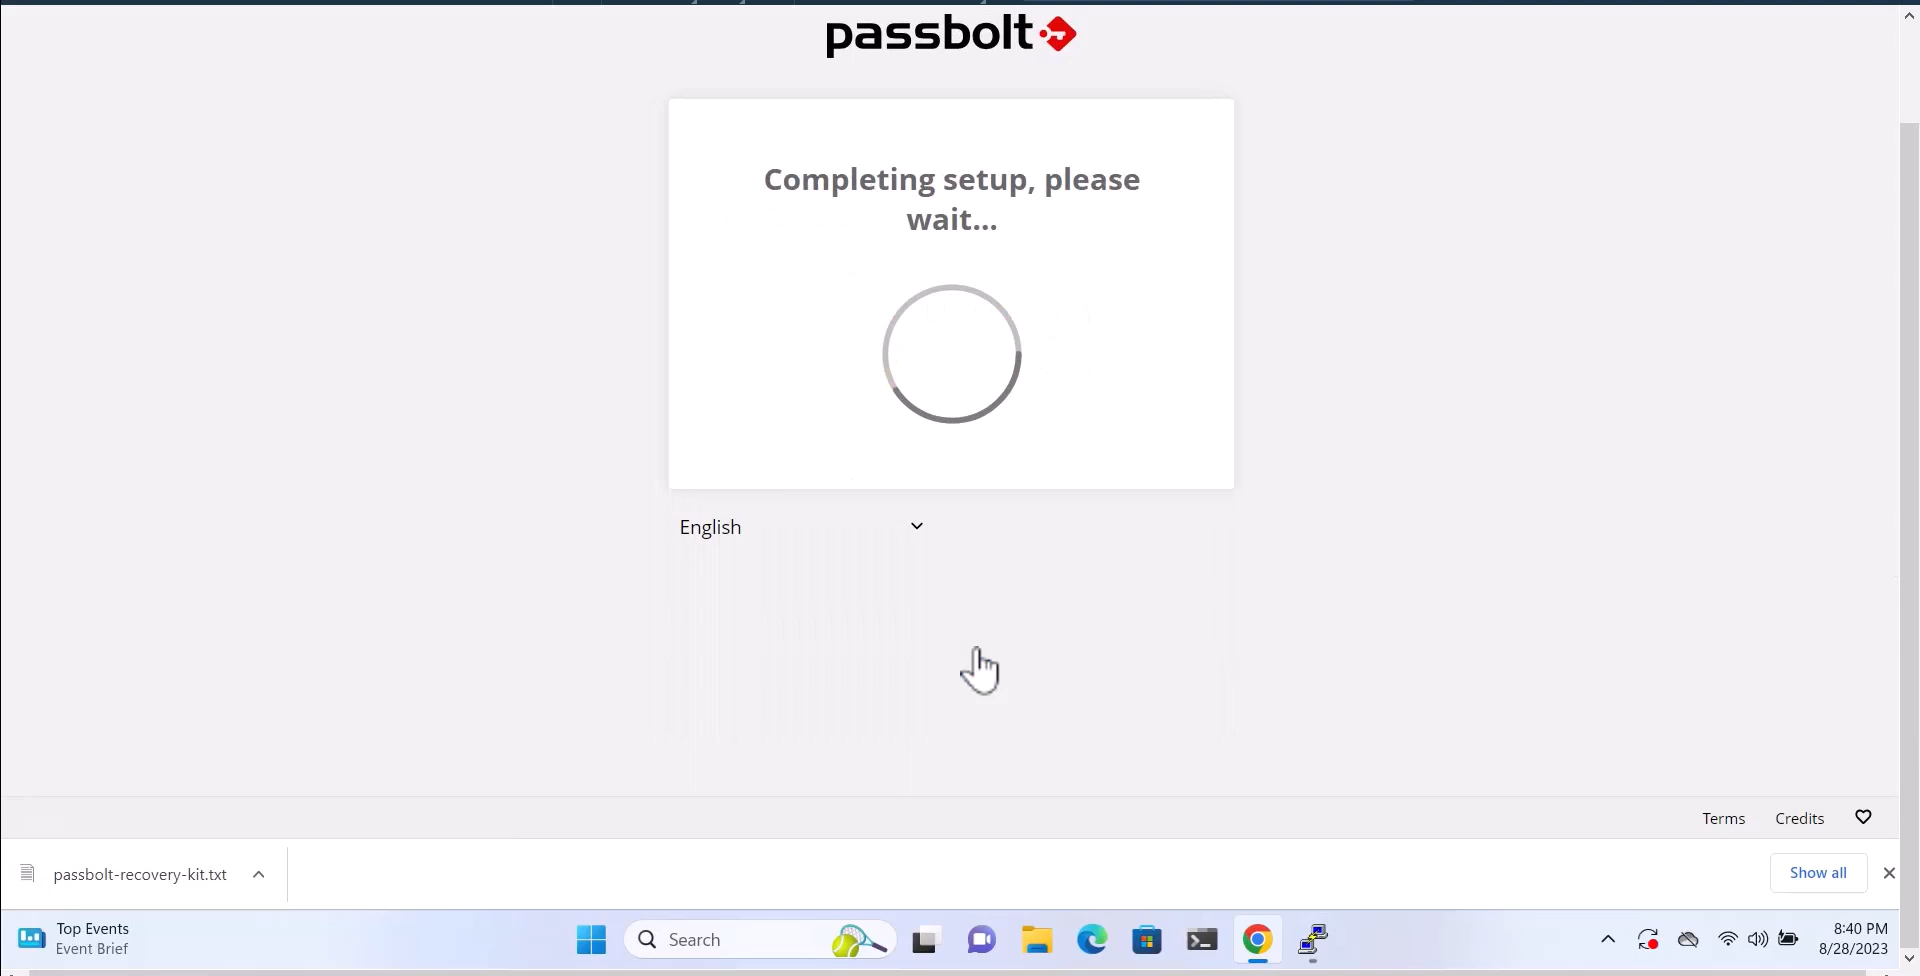 passbolt
Completing setup, please
wait...
English
Terms Credits
passbolt-recovery-kit.txt
Show all
Top Events
Event Brief
Search
8:40 PM
8/28/2023